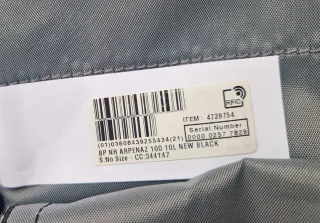 RFID
ITEM : 4728754
Serial Number
0000 0257 7829
(01)03608439255434(21)
BP NH ARPENAZ 100 10L NEW BLACK
S.No Size - CC:344147